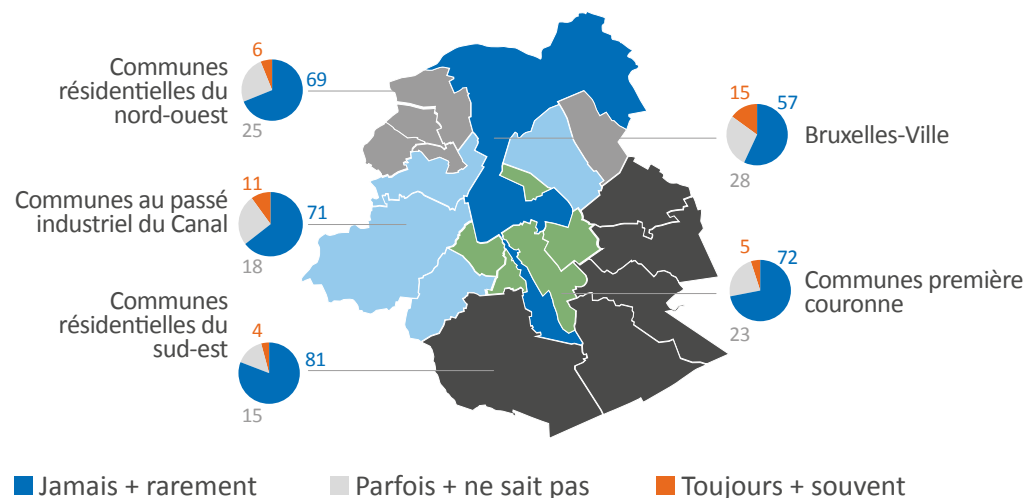 Communes
résidentielles du
nord-ouest
6
69
25
Communes au passé
industriel du Canal
11
71
18
Communes
résidentielles du
sud-est
4
81
15
15
57
Bruxelles-Ville
28
5
72
Communes première
couronne
23
Jamais + rarement
Parfois + ne sait pas
Toujours + souvent